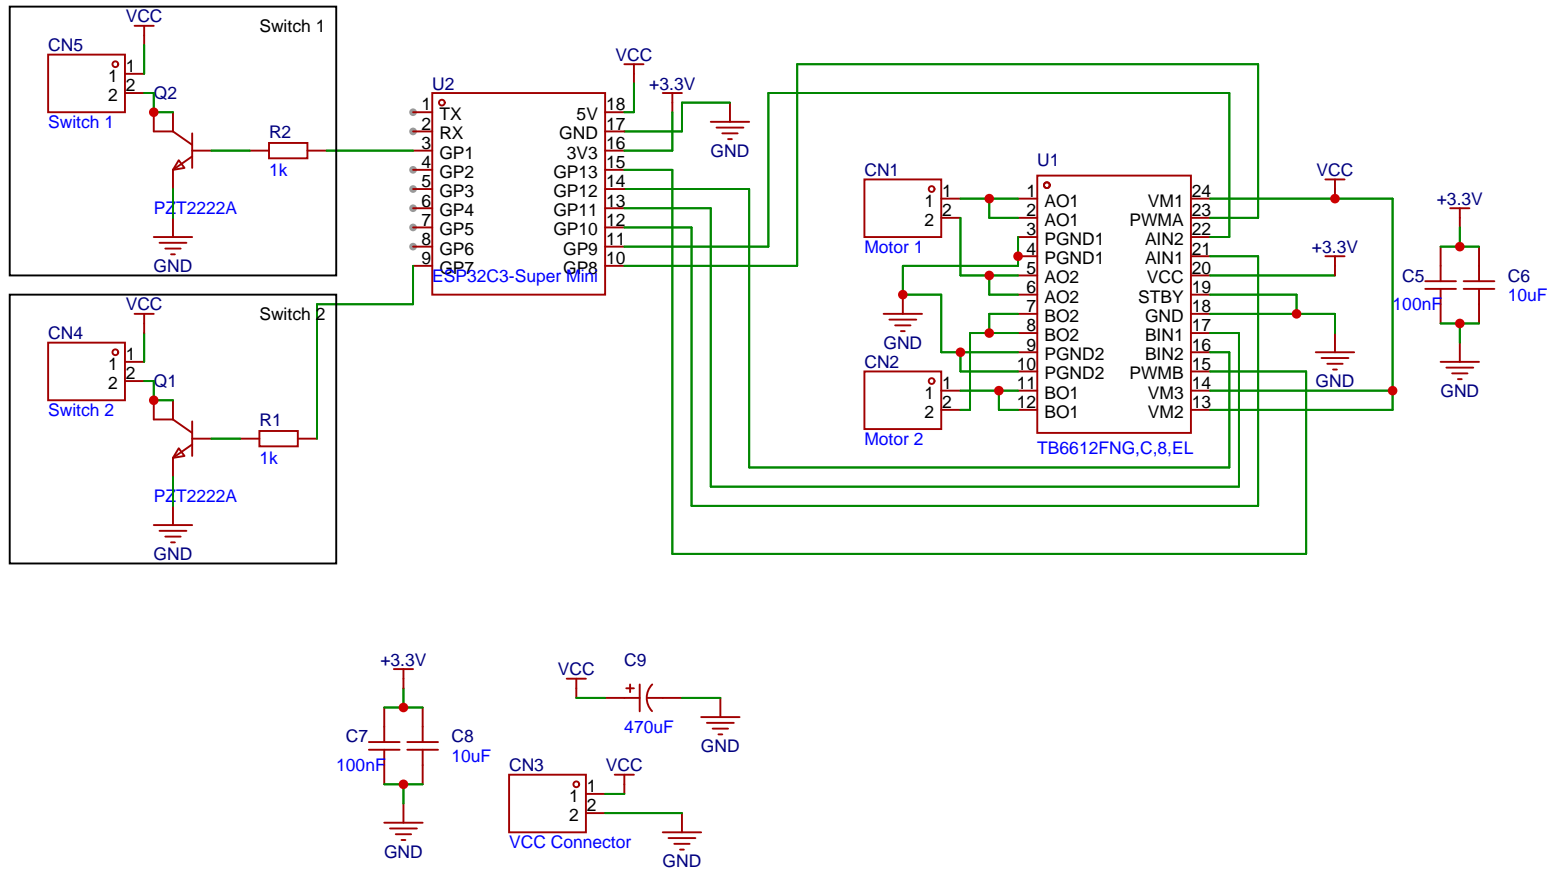 Switch 1
VCC
CN5
1
2
1
2
Switch 1
Q2
R2
1k
PZT2222A
GND
Switch 2
VCC
CN4
1
2
1
2
Switch 2
Q1
R1
1k
PZT2222A
GND
U2
1 TX
2 RX
3 GP1
4 GP2
5 GP3
6 GP4
7 GP5
8 GP6
9 GP7
5V 18
GND 17
3V3 16
GP13 15
GP12 14
GP11 13
GP10 12
GP9 11
GP8 10
ESP32C3-Super Mini
VCC
+3.3V
GND
CN1
1
2
1
2
Motor 1
GND
CN2
1
2
1
2
Motor 2
U1
1 AO1
2 AO1
3 PGND1
4 PGND1
5 AO2
6 AO2
7 BO2
8 BO2
9 PGND2
10 PGND2
11 BO1
12 BO1
VM1 24
PWMA 23
AIN2 22
AIN1 21
VCC 20
STBY 19
GND 18
BIN1 17
BIN2 16
PWMB 15
VM3 14
VM2 13
TB6612FNG,C,8,EL
VCC
+3.3V
GND
+3.3V
C5
100nF
C6
10uF
GND
+3.3V
C7
100nF
C8
10uF
GND
VCC
C9
+
470uF
GND
CN3
1
2
1
2
VCC
VCC Connector
GND